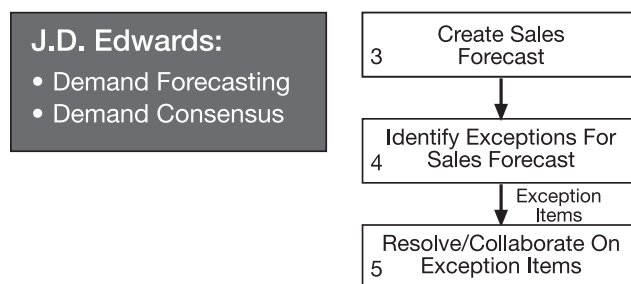 J.D. Edwards:
• Demand Forecasting
• Demand Consensus
Create Sales
3 Forecast
Identify Exceptions For
4 Sales Forecast
Exception
Items
Resolve/Collaborate On
5 Exception Items